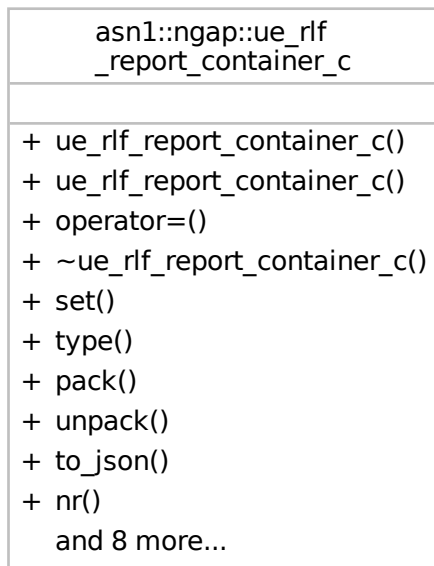 asn1::ngap::ue_rlf
_report_container_c
+ ue_rlf_report_container_c()
+ ue_rlf_report_container_c()
+ operator=()
+ ~ue_rlf_report_container_c()
+ set()
+ type()
+ pack()
+ unpack()
+ to_json()
+ nr()
and 8 more...